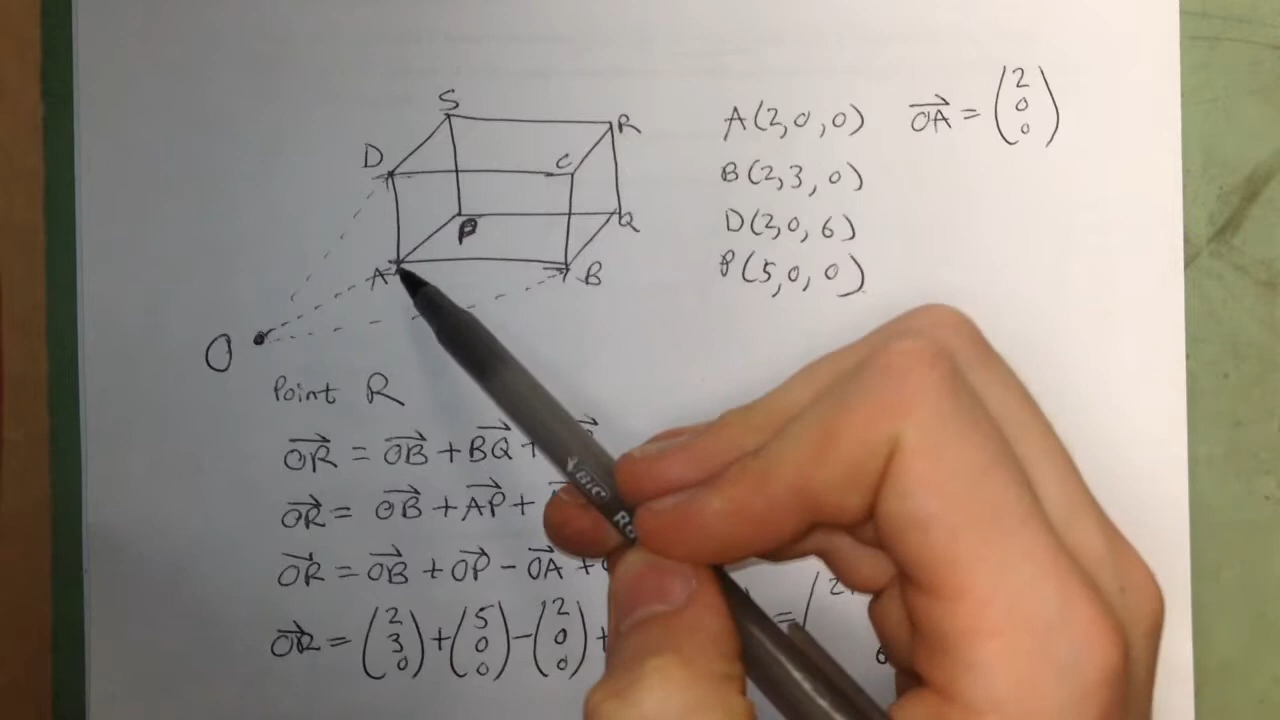 S
D C R
P Q
A B
O
A(2,0,0) OA = (2 0 0)
B(2,3,0)
D(2,0,6)
P(5,0,0)
Point R
OR = OB + BQ +
OR = OB + AP +
OR = OB + OP - OA +
OR = (2 3 0) + (5 0 0) - (2 0 0) +
BIC